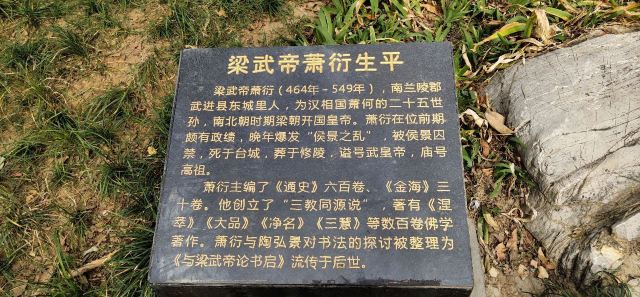 梁武帝萧衍生平
梁武帝萧衍(464年-549年),南兰陵郡
武进县东城里人,为汉相国萧何的二十五世
孙,南北朝时期梁朝开国皇帝。萧衍在位前期
颇有政绩,晚年爆发“侯景之乱”,被侯景囚
禁,死于台城,葬于修陵,谥号武皇帝,庙号
高祖。
萧衍主编了《通史》六百卷、《金海》三
十卷。他创立了“三教同源说”,著有《涅
萃》《大品》《净名》《三慧》等数百卷佛学
著作。萧衍与陶弘景对书法的探讨被整理为
《与梁武帝论书启》流传于后世。